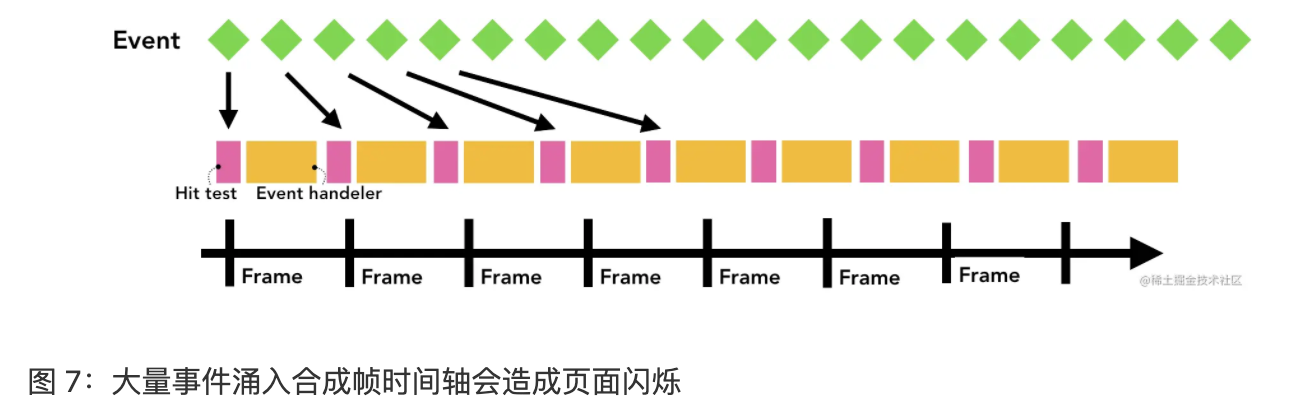 Event
Hit test
Event handeler
Frame
Frame
Frame
Frame
Frame
Frame
Frame
@稀土掘金技术社区
图 7：大量事件涌入合成帧时间轴会造成页面闪烁